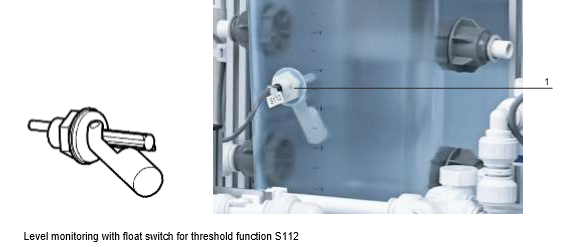 1
S112
Level monitoring with float switch for threshold function S112